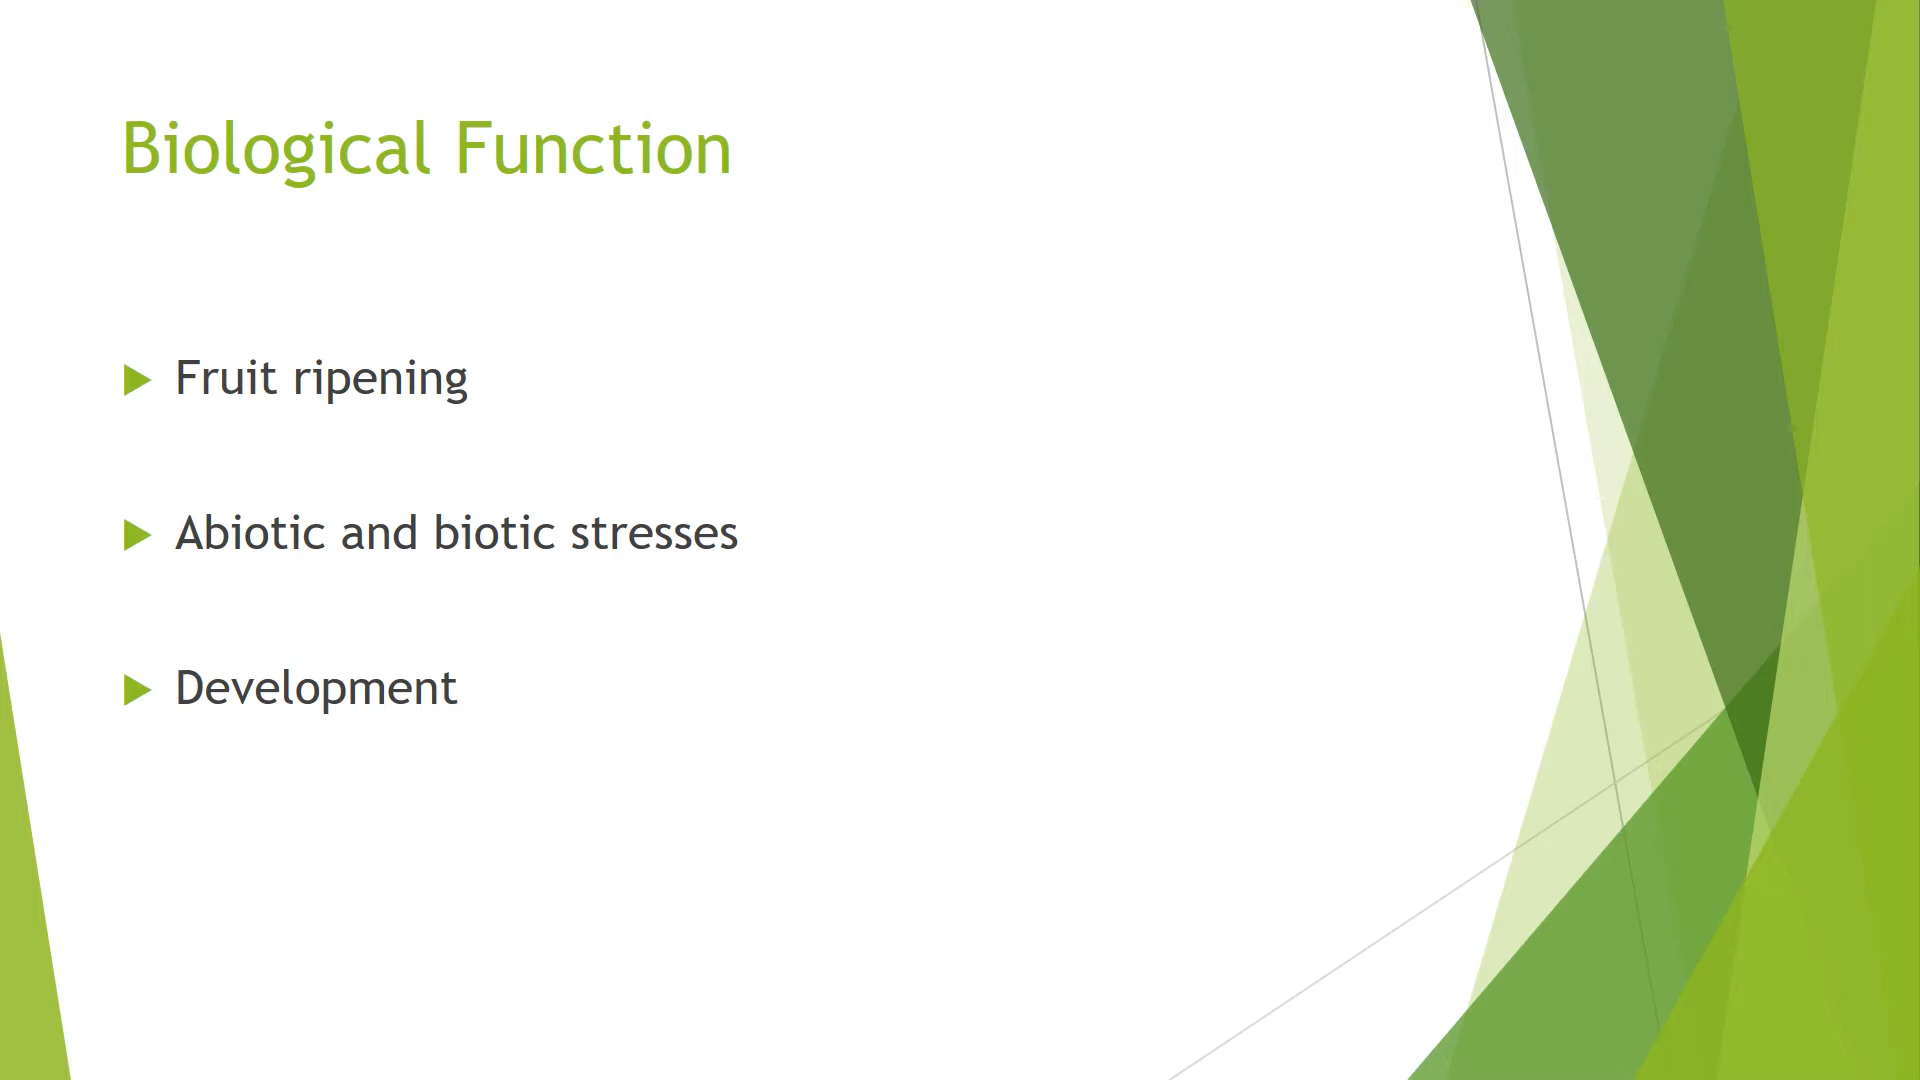 Biological Function
Fruit ripening
Abiotic and biotic stresses
Development